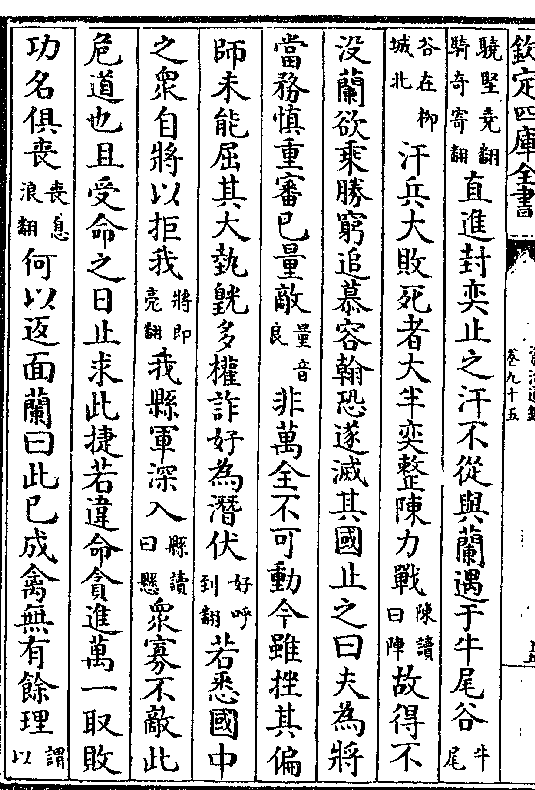 欽定四庫全書
卷九十五
驍堅堯翻騎奇寄翻直進封奕止之汗不從與蘭遇于牛尾谷牛尾
谷在栁城北汗兵大敗死者大半奕整陳力戰陳讀曰陣故得不
没蘭欲乘勝窮追慕容翰恐遂滅其國止之曰夫為將
當務慎重審已量敵量音良非萬全不可動今雖挫其偏
師未能屈其大埶皝多權詐好為潛伏好呼到翻若悉國中
之衆自將以拒我將即亮翻我縣軍深入縣讀曰懸衆寡不敵此
危道也且受命之日止求此捷若違命貪進萬一取敗
功名俱喪喪息浪翻何以返面蘭曰此已成禽無有餘理謂以